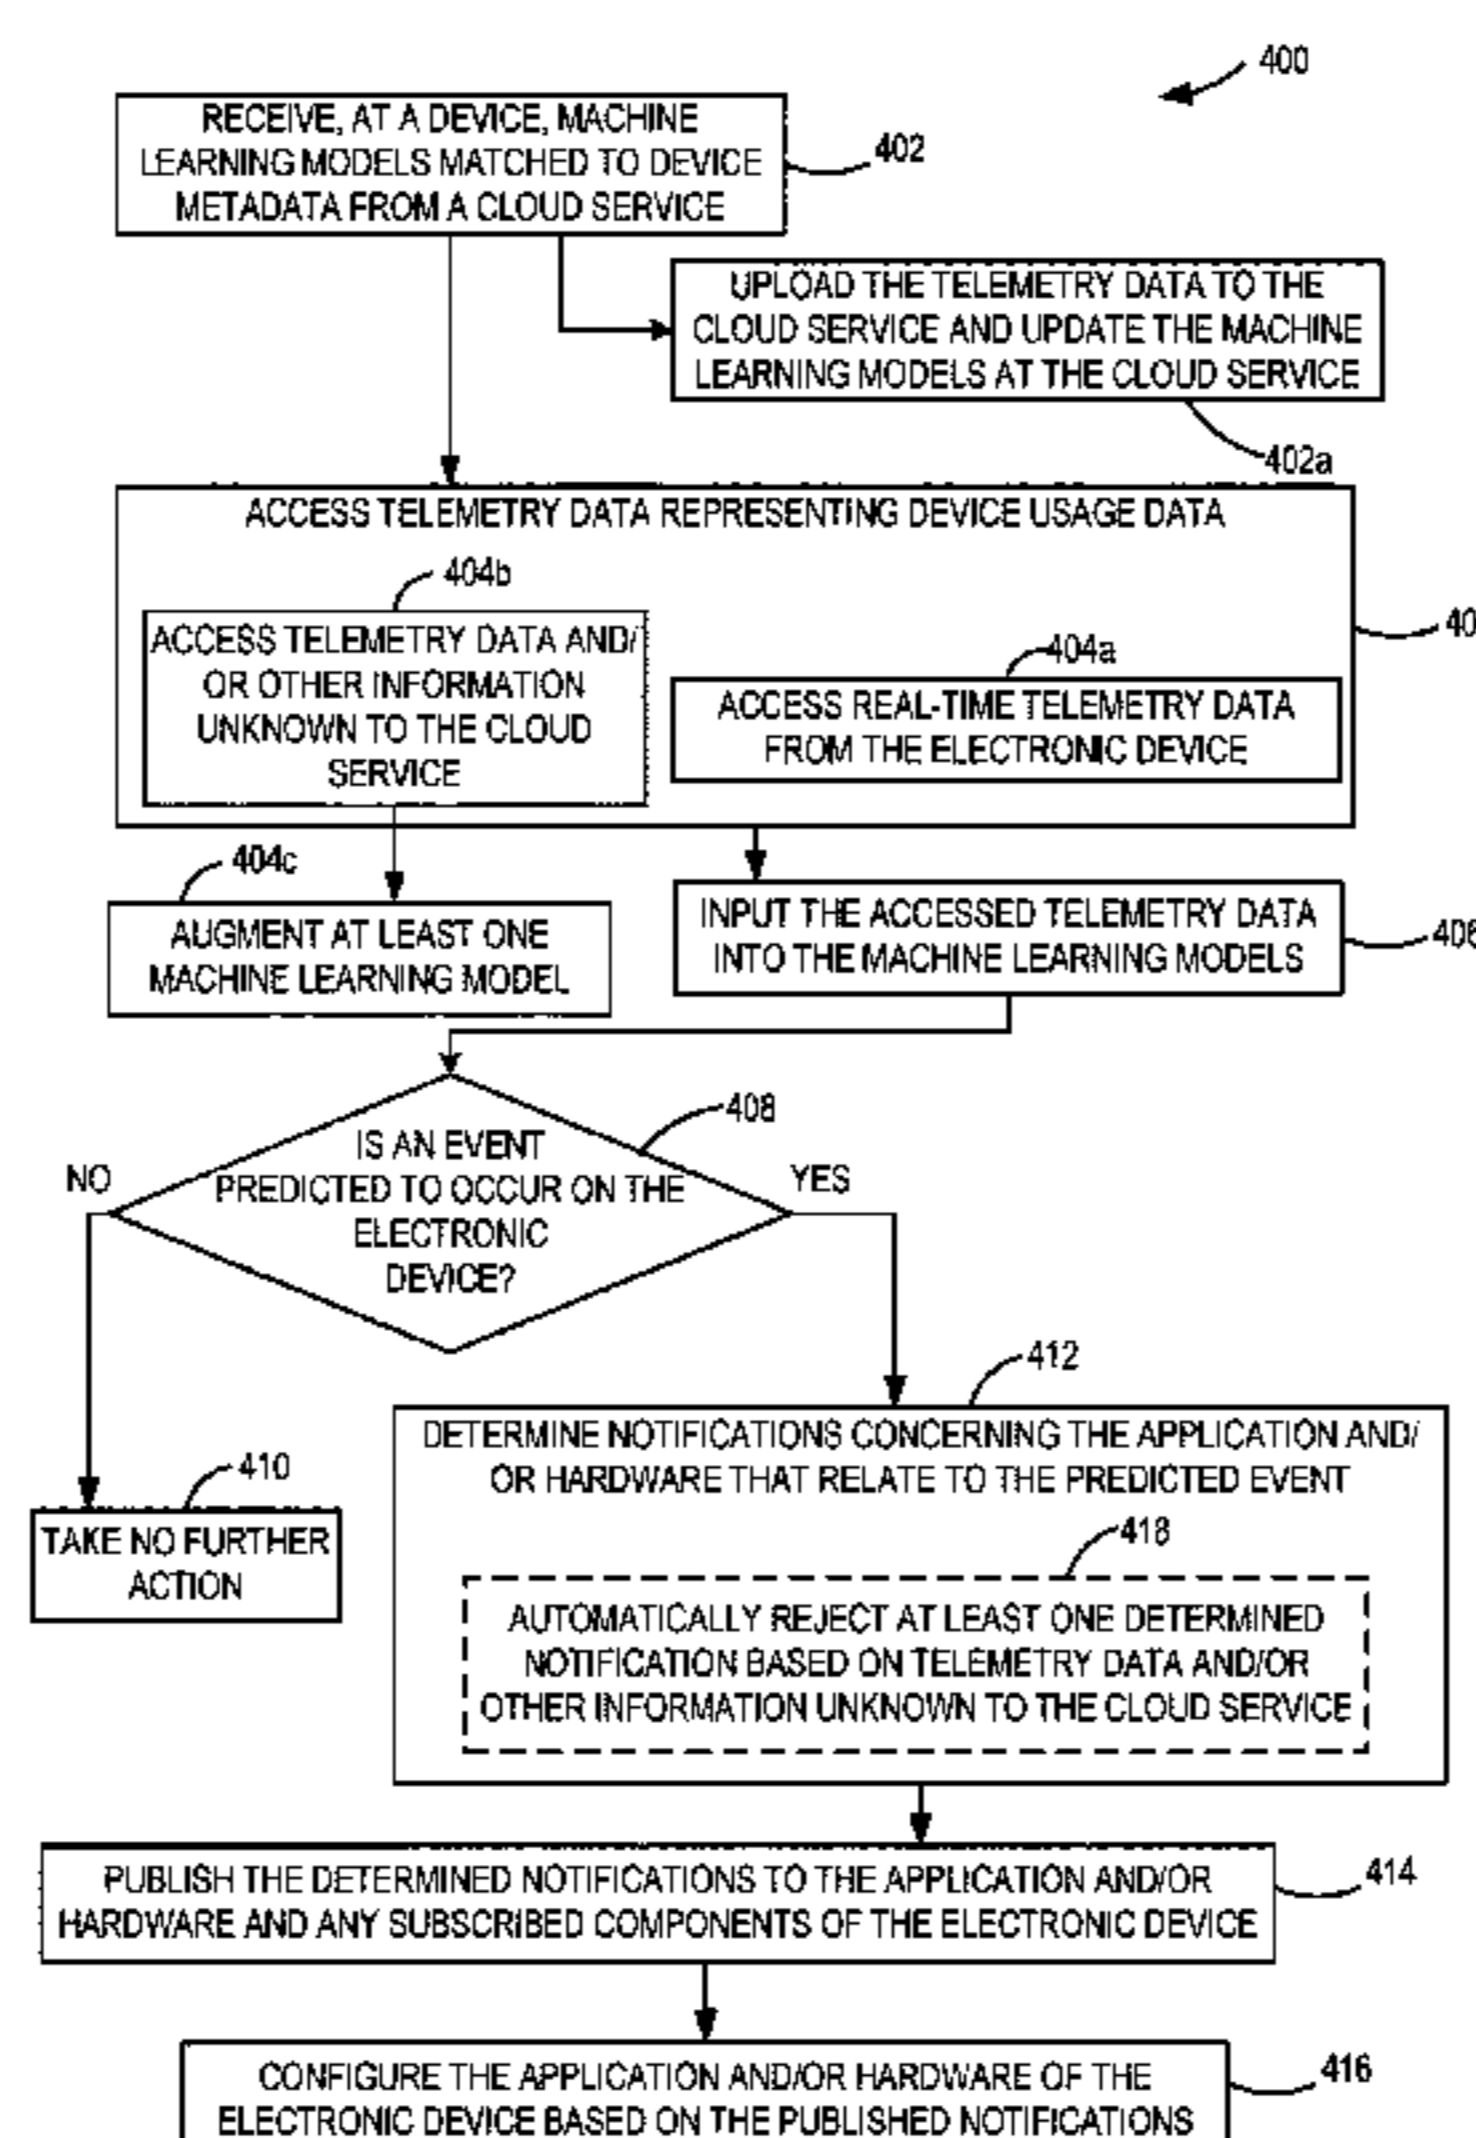 400
RECEIVE, AT A DEVICE, MACHINE
LEARNING MODELS MATCHED TO DEVICE
METADATA FROM A CLOUD SERVICE
402
UPLOAD THE TELEMETRY DATA TO THE
CLOUD SERVICE AND UPDATE THE MACHINE
LEARNING MODELS AT THE CLOUD SERVICE
402a
ACCESS TELEMETRY DATA REPRESENTING DEVICE USAGE DATA
404b
ACCESS TELEMETRY DATA AND/
OR OTHER INFORMATION
UNKNOWN TO THE CLOUD
SERVICE
40
404a
ACCESS REAL-TIME TELEMETRY DATA
FROM THE ELECTRONIC DEVICE
404c
AUGMENT AT LEAST ONE
MACHINE LEARNING MODEL
INPUT THE ACCESSED TELEMETRY DATA
INTO THE MACHINE LEARNING MODELS
406
408
IS AN EVENT
PREDICTED TO OCCUR ON THE
ELECTRONIC
DEVICE?
NO
YES
410
TAKE NO FURTHER
ACTION
412
DETERMINE NOTIFICATIONS CONCERNING THE APPLICATION AND/
OR HARDWARE THAT RELATE TO THE PREDICTED EVENT
418
AUTOMATICALLY REJECT AT LEAST ONE DETERMINED
NOTIFICATION BASED ON TELEMETRY DATA AND/OR
OTHER INFORMATION UNKNOWN TO THE CLOUD SERVICE
PUBLISH THE DETERMINED NOTIFICATIONS TO THE APPLICATION AND/OR
HARDWARE AND ANY SUBSCRIBED COMPONENTS OF THE ELECTRONIC DEVICE
414
CONFIGURE THE APPLICATION AND/OR HARDWARE OF THE
ELECTRONIC DEVICE BASED ON THE PUBLISHED NOTIFICATIONS
416